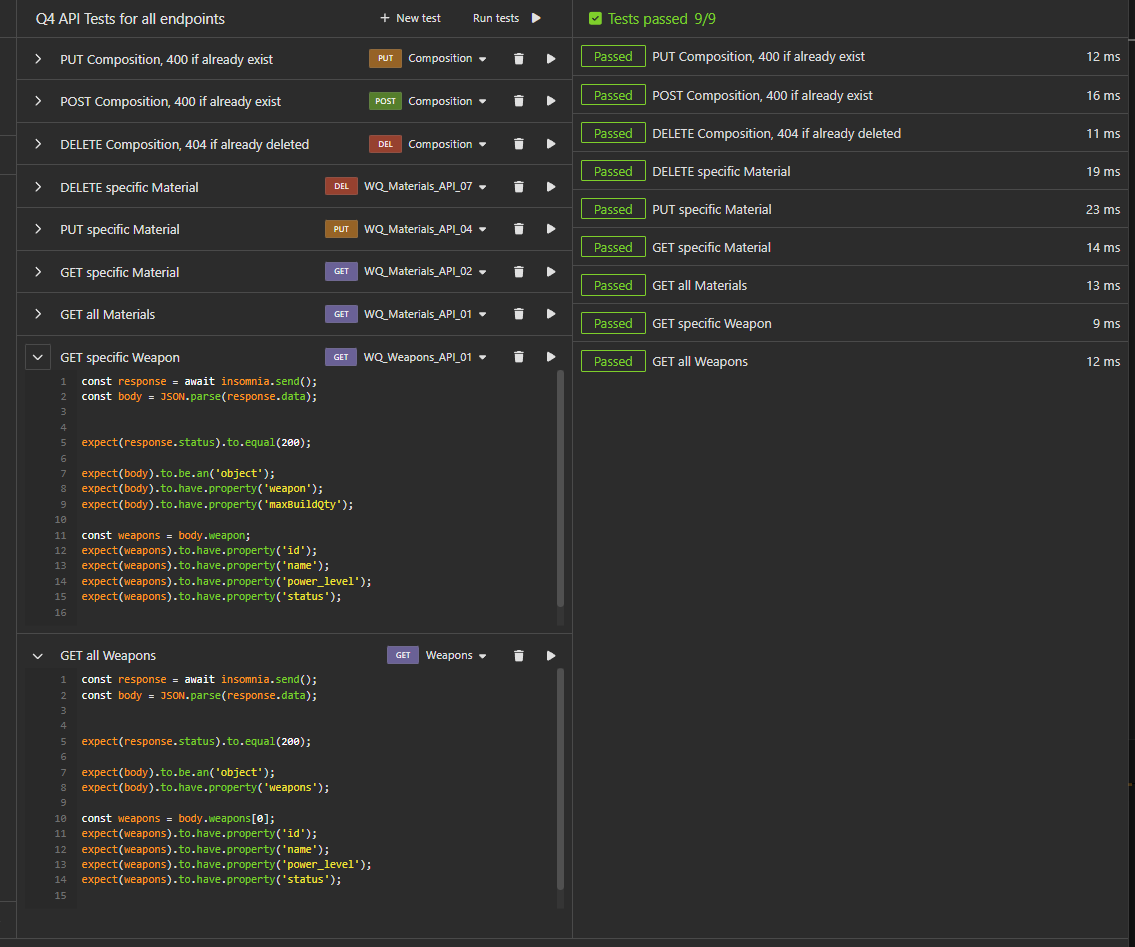 Q4 API Tests for all endpoints + New test Run tests
PUT Composition, 400 if already exist PUT Composition
POST Composition, 400 if already exist POST Composition
DELETE Composition, 404 if already deleted DEL Composition
DELETE specific Material DEL WQ_Materials_API_07
PUT specific Material PUT WQ_Materials_API_04
GET specific Material GET WQ_Materials_API_02
GET all Materials GET WQ_Materials_API_01
GET specific Weapon GET WQ_Weapons_API_01
1 const response = await insomnia.send();
2 const body = JSON.parse(response.data);
3
4
5 expect(response.status).to.equal(200);
6
7 expect(body).to.be.an('object');
8 expect(body).to.have.property('weapon');
9 expect(body).to.have.property('maxBuildQty');
10
11 const weapons = body.weapon;
12 expect(weapons).to.have.property('id');
13 expect(weapons).to.have.property('name');
14 expect(weapons).to.have.property('power_level');
15 expect(weapons).to.have.property('status');
16
GET all Weapons GET Weapons
1 const response = await insomnia.send();
2 const body = JSON.parse(response.data);
3
4
5 expect(response.status).to.equal(200);
6
7 expect(body).to.be.an('object');
8 expect(body).to.have.property('weapons');
9
10 const weapons = body.weapons[0];
11 expect(weapons).to.have.property('id');
12 expect(weapons).to.have.property('name');
13 expect(weapons).to.have.property('power_level');
14 expect(weapons).to.have.property('status');
15
Tests passed 9/9
Passed PUT Composition, 400 if already exist 12 ms
Passed POST Composition, 400 if already exist 16 ms
Passed DELETE Composition, 404 if already deleted 11 ms
Passed DELETE specific Material 19 ms
Passed PUT specific Material 23 ms
Passed GET specific Material 14 ms
Passed GET all Materials 13 ms
Passed GET specific Weapon 9 ms
Passed GET all Weapons 12 ms